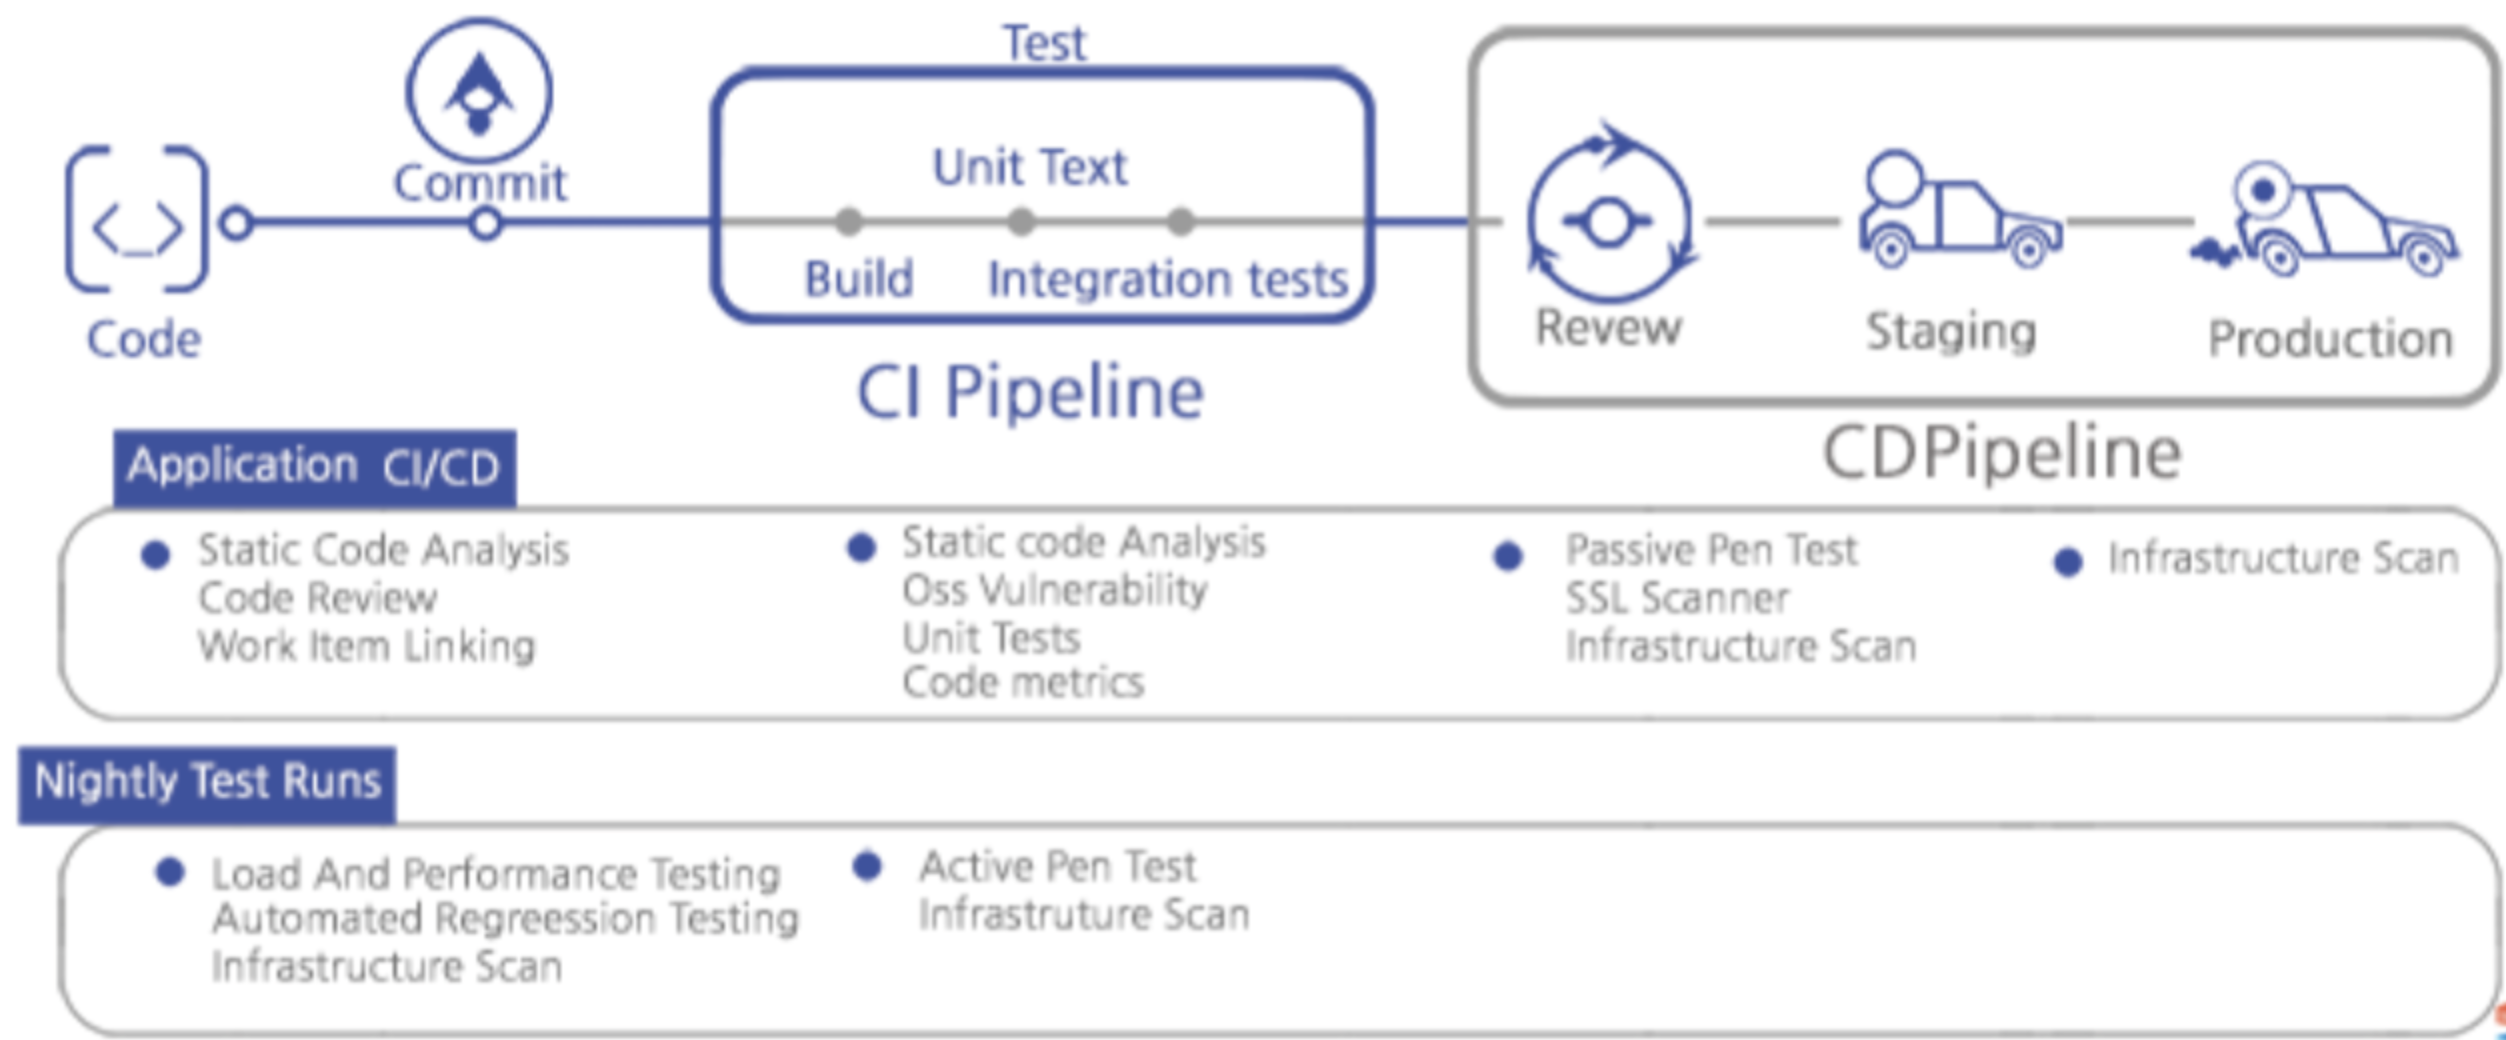 Test
Commit
Unit Text
Build
Integration tests
Code
CI Pipeline
Revew
Staging
Production
CDPipeline
Application CI/CD
Static Code Analysis
Code Review
Work Item Linking
Static code Analysis
Oss Vulnerability
Unit Tests
Code metrics
Passive Pen Test
SSL Scanner
Infrastructure Scan
Infrastructure Scan
Nightly Test Runs
Load And Performance Testing
Automated Regreession Testing
Infrastructure Scan
Active Pen Test
Infrastruture Scan